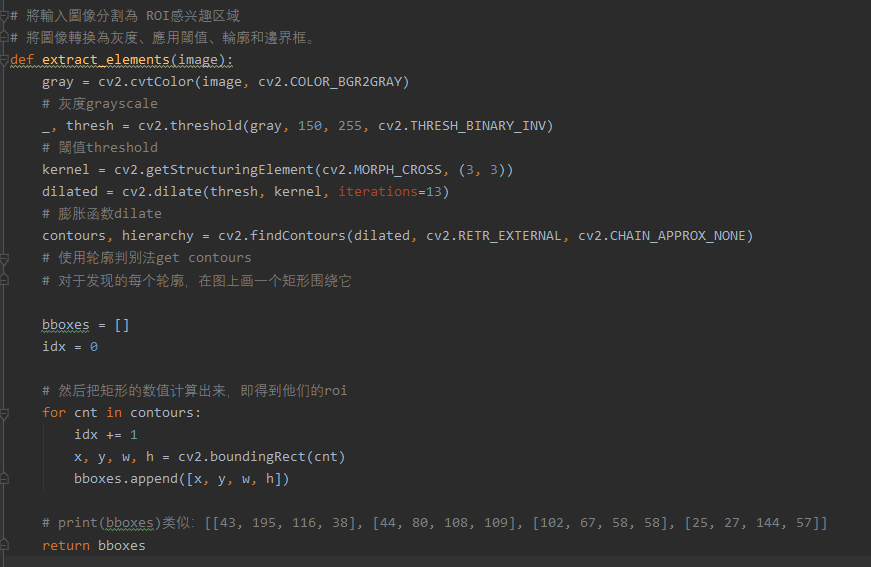 # 將輸入圖像分割為 ROI感兴趣区域
# 將圖像轉換為灰度、應用閾值、輪廓和邊界框。
def extract_elements(image):
    gray = cv2.cvtColor(image, cv2.COLOR_BGR2GRAY)
    # 灰度grayscale
    _, thresh = cv2.threshold(gray, 150, 255, cv2.THRESH_BINARY_INV)
    # 閾值threshold
    kernel = cv2.getStructuringElement(cv2.MORPH_CROSS, (3, 3))
    dilated = cv2.dilate(thresh, kernel, iterations=13)
    # 膨胀函数dilate
    contours, hierarchy = cv2.findContours(dilated, cv2.RETR_EXTERNAL, cv2.CHAIN_APPROX_NONE)
    # 使用轮廓判别法get contours
    # 对于发现的每个轮廓，在图上画一个矩形围绕它
    bboxes = []
    idx = 0
    # 然后把矩形的数值计算出来，即得到他们的roi
    for cnt in contours:
        idx += 1
        x, y, w, h = cv2.boundingRect(cnt)
        bboxes.append([x, y, w, h])
    # print(bboxes)类似：[[43, 195, 116, 38], [44, 80, 108, 109], [102, 67, 58, 58], [25, 27, 144, 57]]
    return bboxes